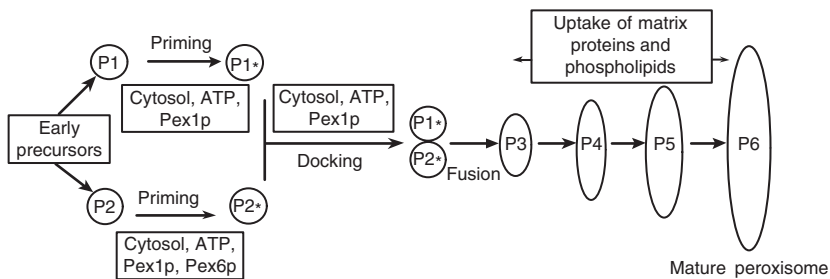 Priming
P1
P1*
Cytosol, ATP,
Pex1p
Early
precursors
Priming
P2
P2*
Cytosol, ATP,
Pex1p, Pex6p
Cytosol, ATP,
Pex1p
Docking
P1*
P2*
Fusion
P3
Uptake of matrix
proteins and
phospholipids
P4
P5
P6
Mature peroxisome